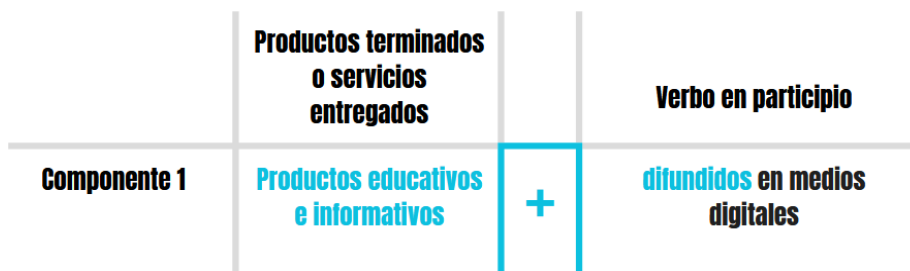 Productos terminados
o servicios
entregados
Verbo en participio
Componente 1
Productos educativos
e informativos
+
difundidos en medios
digitales